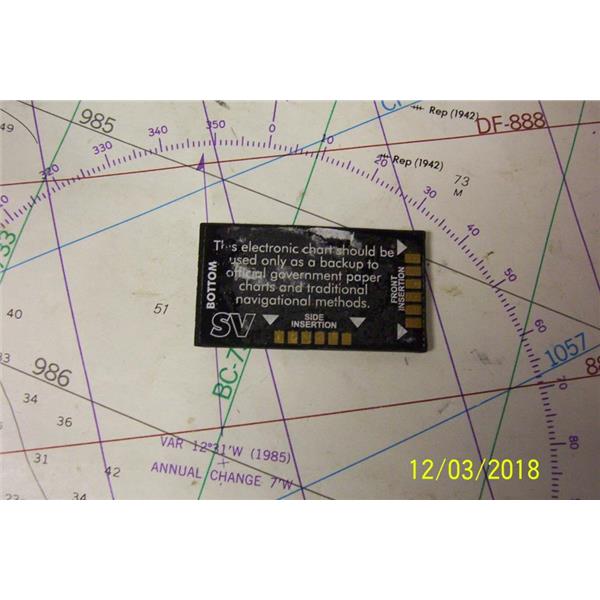 49
985
340
350
0
10
Rep (1942)
DF-888
330
320
20
Rep (1942)
73
M
30
40
This electronic chart should be
used only as a backup to
official government paper
charts and traditional
navigational methods.
BOTTOM
FRONT
INSERTION
SIDE
INSERTION
SV
50
60
70
80
40
51
1057
986
34
36
31
42
23
34
VAR 12°31'W (1985)
ANNUAL CHANGE 7'W
12/03/2018